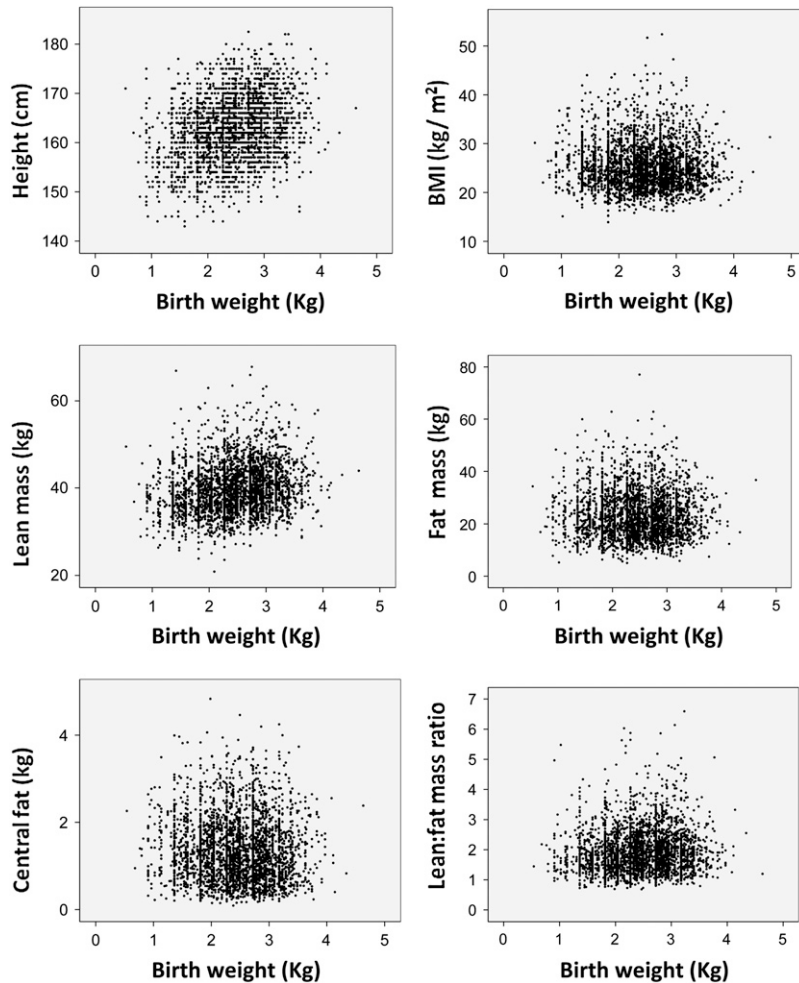 Height (cm)
180
170
160
150
140
0 1 2 3 4 5
Birth weight (Kg)
BMI (kg/ m²)
50
40
30
20
10
0 1 2 3 4 5
Birth weight (Kg)
Lean mass (kg)
60
40
20
0 1 2 3 4 5
Birth weight (Kg)
Fat mass (kg)
80
60
40
20
0
0 1 2 3 4 5
Birth weight (Kg)
Central fat (kg)
4
2
0
0 1 2 3 4 5
Birth weight (Kg)
Lean:fat mass ratio
7
6
5
4
3
2
1
0
0 1 2 3 4 5
Birth weight (Kg)